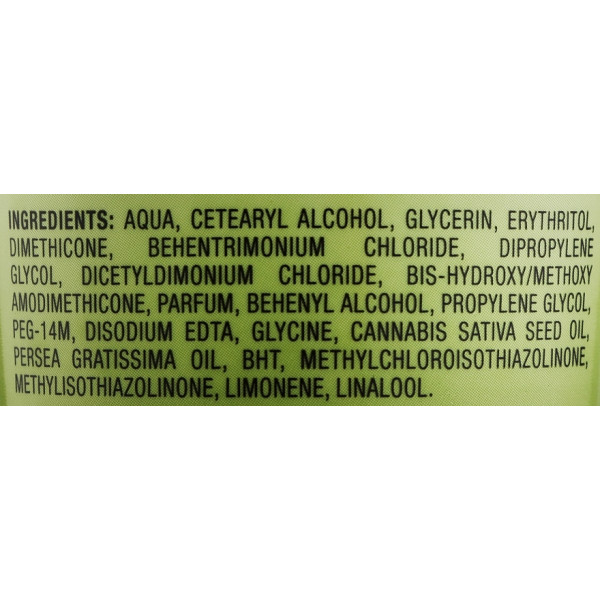 INGREDIENTS: AQUA, CETEARYL ALCOHOL, GLYCERIN, ERYTHRITOL,
DIMETHICONE, BEHENTRIMONIUM CHLORIDE, DIPROPYLENE
GLYCOL, DICETYLDIMONIUM CHLORIDE, BIS-HYDROXY/METHOXY
AMODIMETHICONE, PARFUM, BEHENYL ALCOHOL, PROPYLENE GLYCOL,
PEG-14M, DISODIUM EDTA, GLYCINE, CANNABIS SATIVA SEED OIL,
PERSEA GRATISSIMA OIL, BHT, METHYLCHLOROISOTHIAZOLINONE,
METHYLISOTHIAZOLINONE, LIMONENE, LINALOOL.